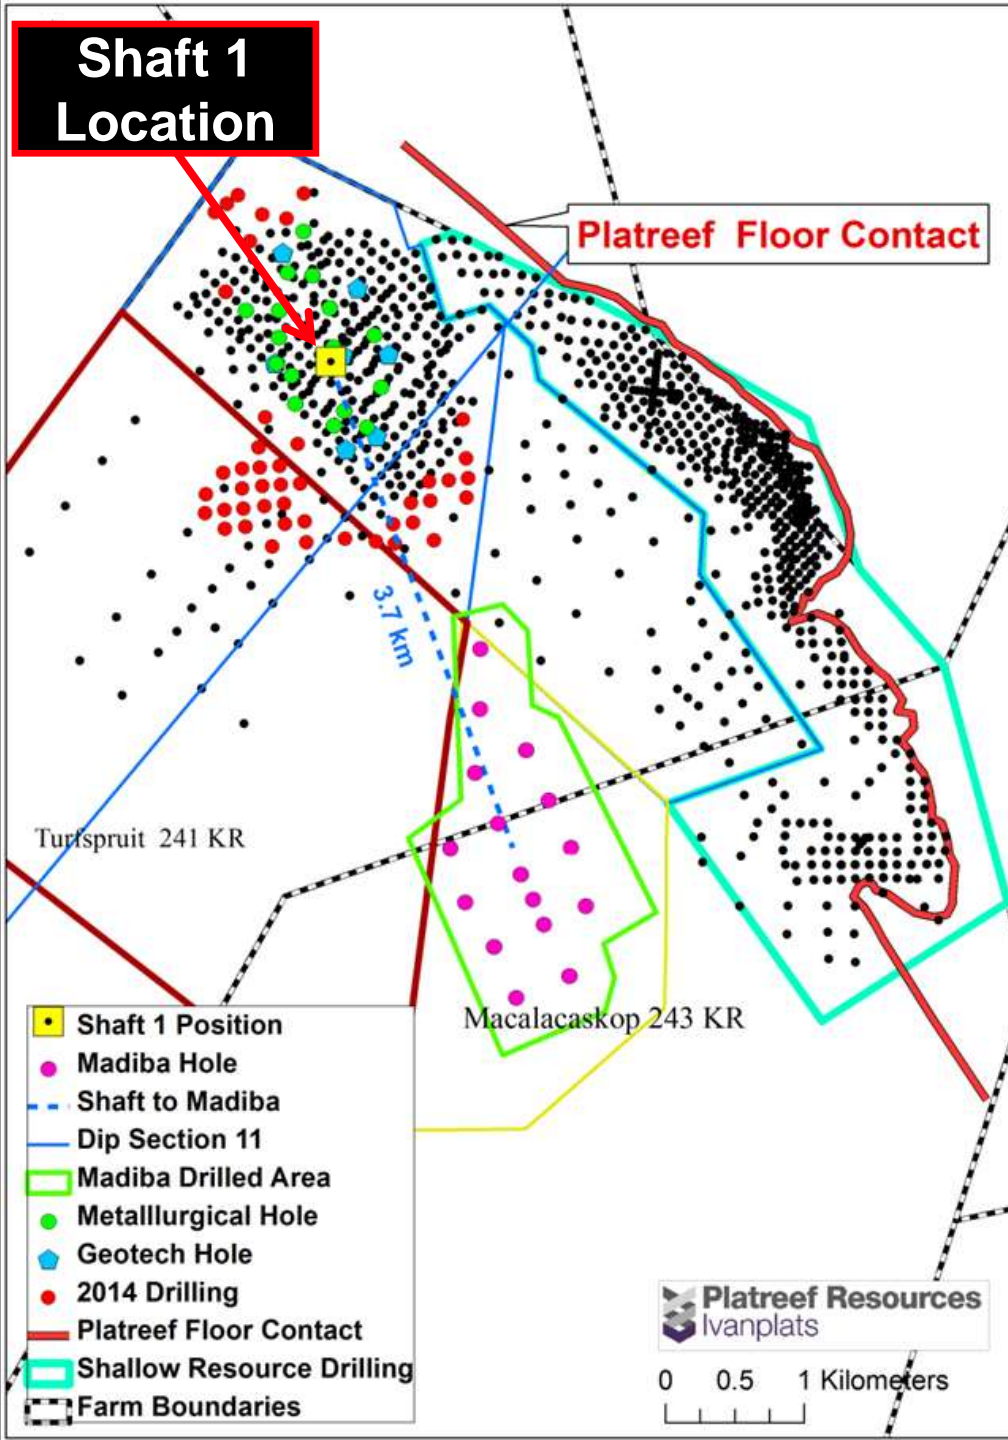 Shaft 1
Location
Platreef Floor Contact
3.7 km
Turfspruit 241 KR
Macalacaskop 243 KR
Shaft 1 Position
Madiba Hole
Shaft to Madiba
Dip Section 11
Madiba Drilled Area
Metalllurgical Hole
Geotech Hole
2014 Drilling
Platreef Floor Contact
Shallow Resource Drilling
Farm Boundaries
Platreef Resources
Ivanplats
0 0.5 1 Kilometers